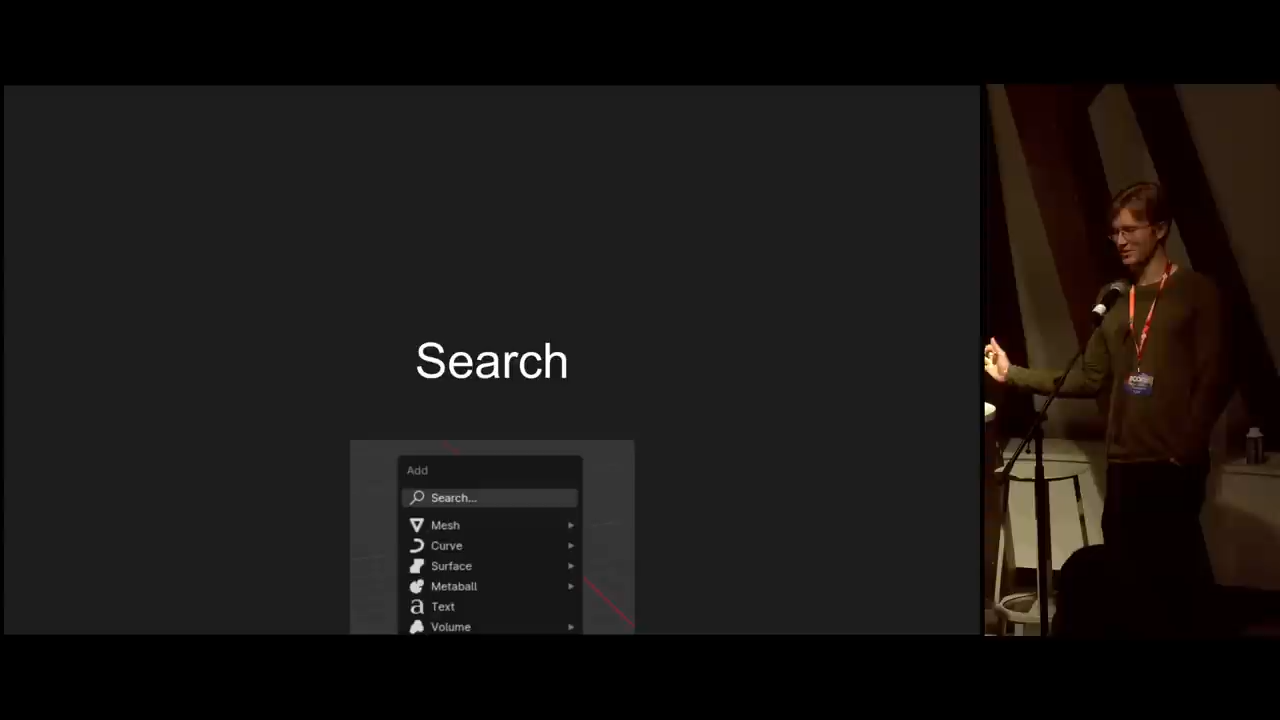 Search
Add
Search...
Mesh
Curve
Surface
Metaball
Text
Volume